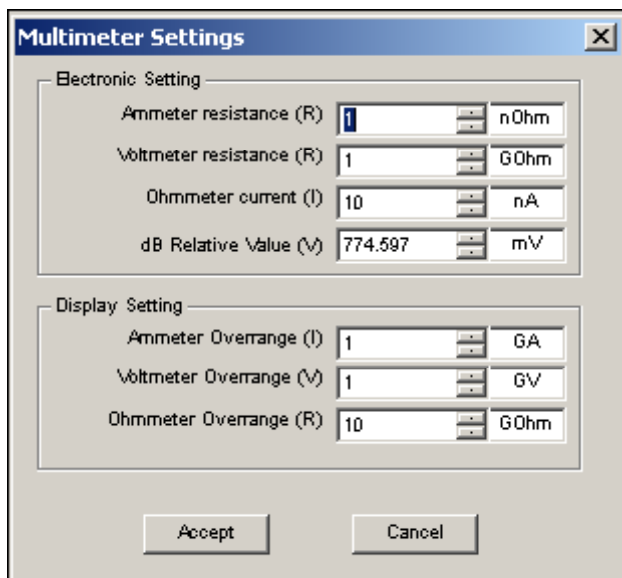 Multimeter Settings
Electronic Setting
Ammeter resistance (R) 1 nOhm
Voltmeter resistance (R) 1 GOhm
Ohmmeter current (I) 10 nA
dB Relative Value (V) 774.597 mV
Display Setting
Ammeter Overrange (I) 1 GA
Voltmeter Overrange (V) 1 GV
Ohmmeter Overrange (R) 10 GOhm
Accept Cancel